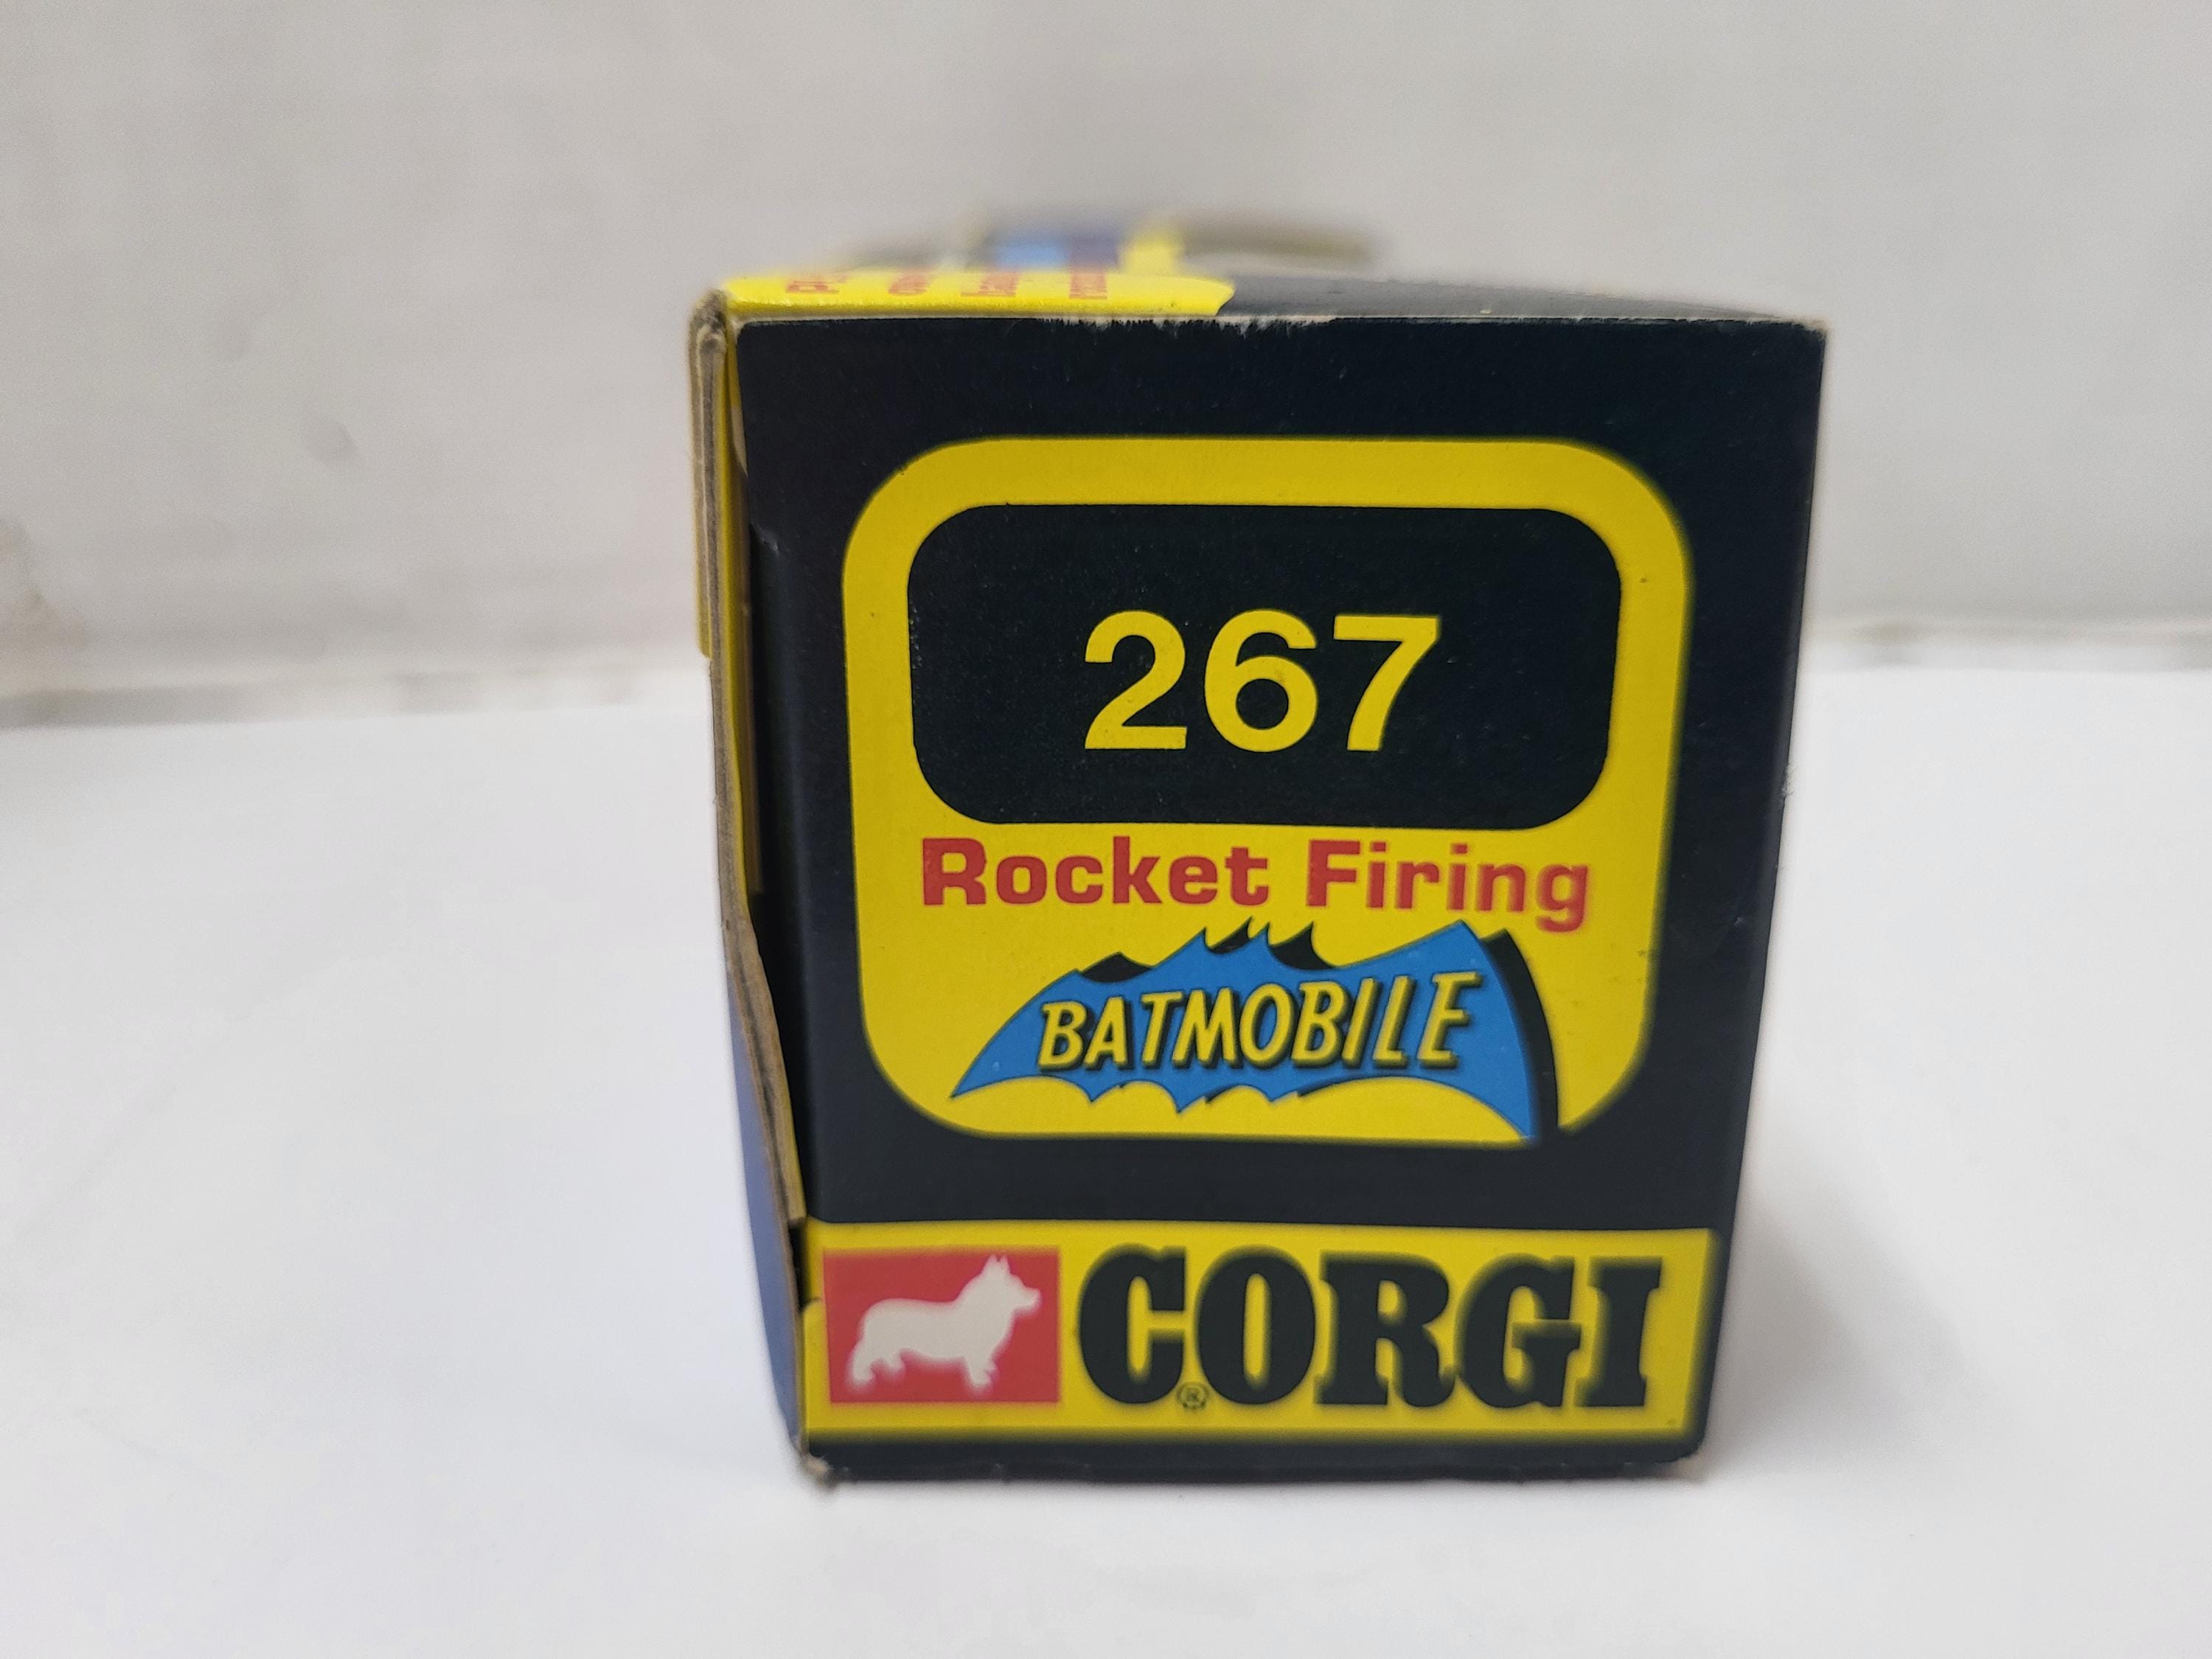 267
Rocket Firing
BATMOBILE
CORGI
®